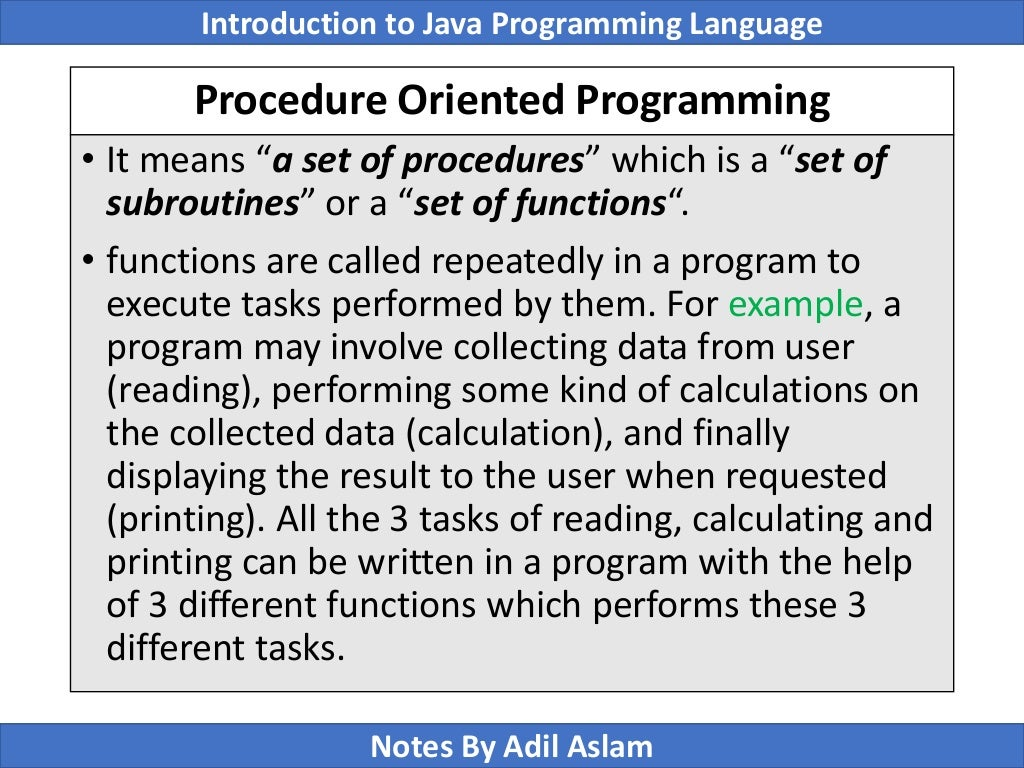 Introduction to Java Programming Language
Procedure Oriented Programming
• It means “a set of procedures” which is a “set of
subroutines” or a “set of functions“.
• functions are called repeatedly in a program to
execute tasks performed by them. For example, a
program may involve collecting data from user
(reading), performing some kind of calculations on
the collected data (calculation), and finally
displaying the result to the user when requested
(printing). All the 3 tasks of reading, calculating and
printing can be written in a program with the help
of 3 different functions which performs these 3
different tasks.
Notes By Adil Aslam